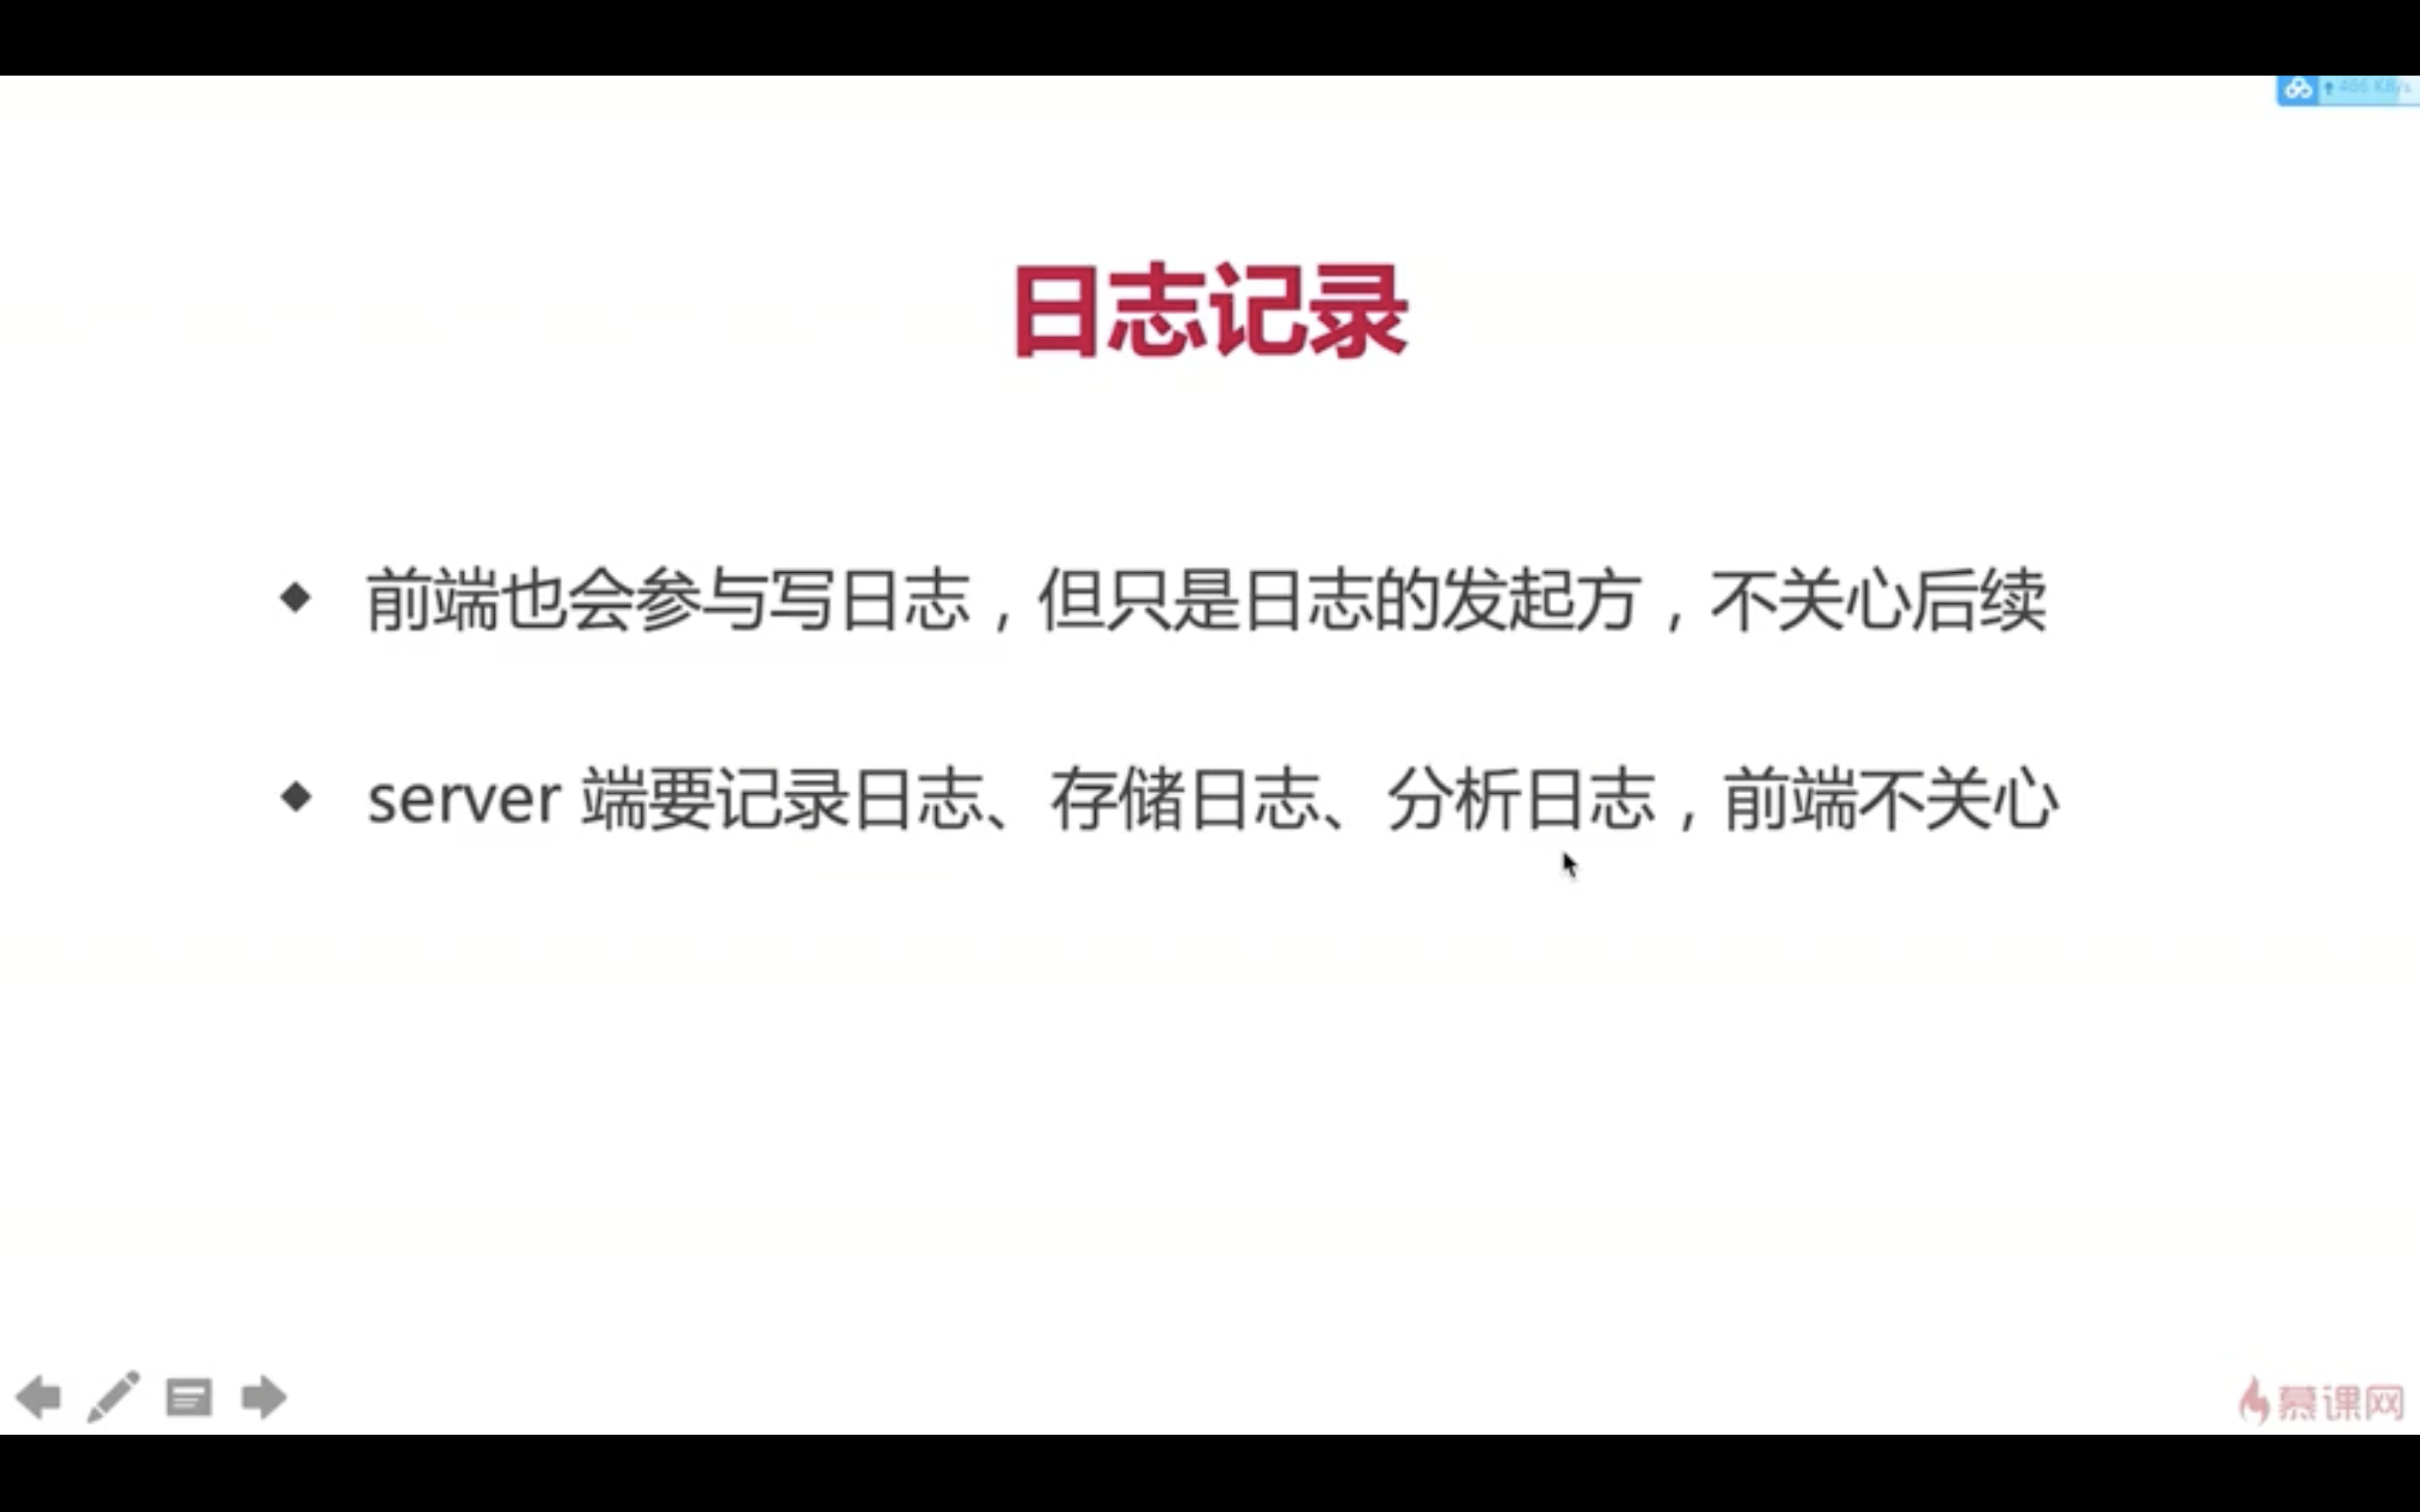 日志记录
◆ 前端也会参与写日志，但只是日志的发起方，不关心后续
◆ server 端要记录日志、存储日志、分析日志，前端不关心
慕课网